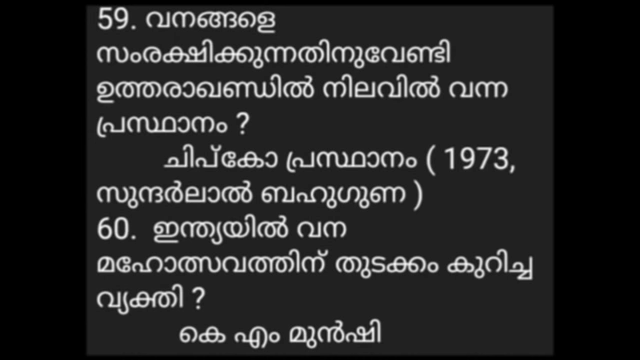 59. വനങ്ങളെ
സംരക്ഷിക്കുന്നതിനുവേണ്ടി
ഉത്തരാഖണ്ഡിൽ നിലവിൽ വന്ന
പ്രസ്ഥാനം ?
ചിപ്കോ പ്രസ്ഥാനം ( 1973,
സുന്ദർലാൽ ബഹുഗുണ )
60. ഇന്ത്യയിൽ വന
മഹോത്സവത്തിന് തുടക്കം കുറിച്ച
വ്യക്തി ?
കെ എം മുൻഷി